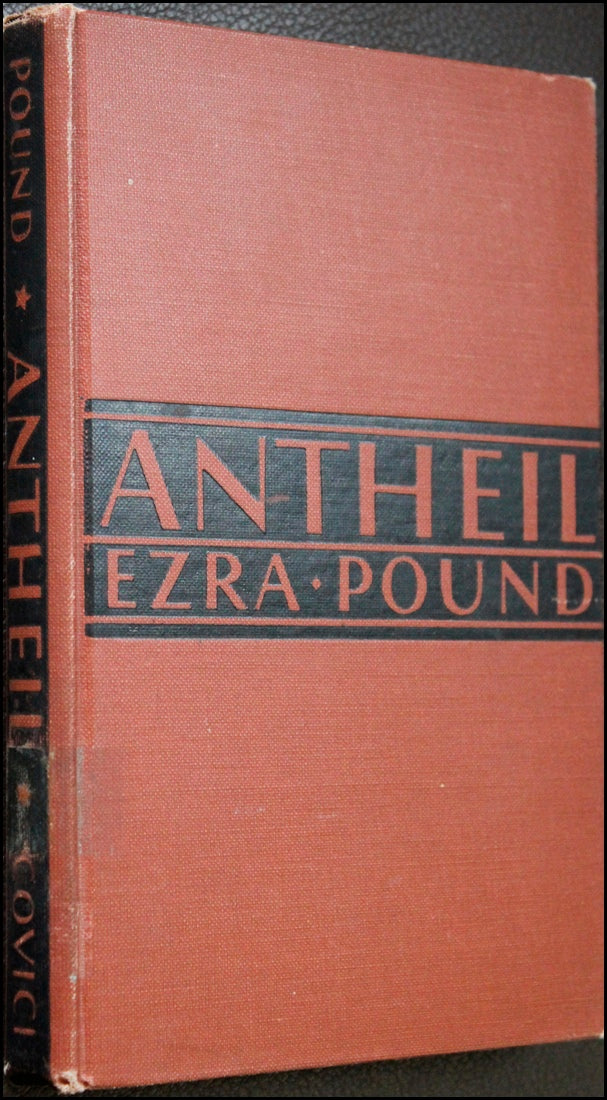 POUND ★ ANTHEIL ★ COVICI
ANTHEIL
EZRA · POUND